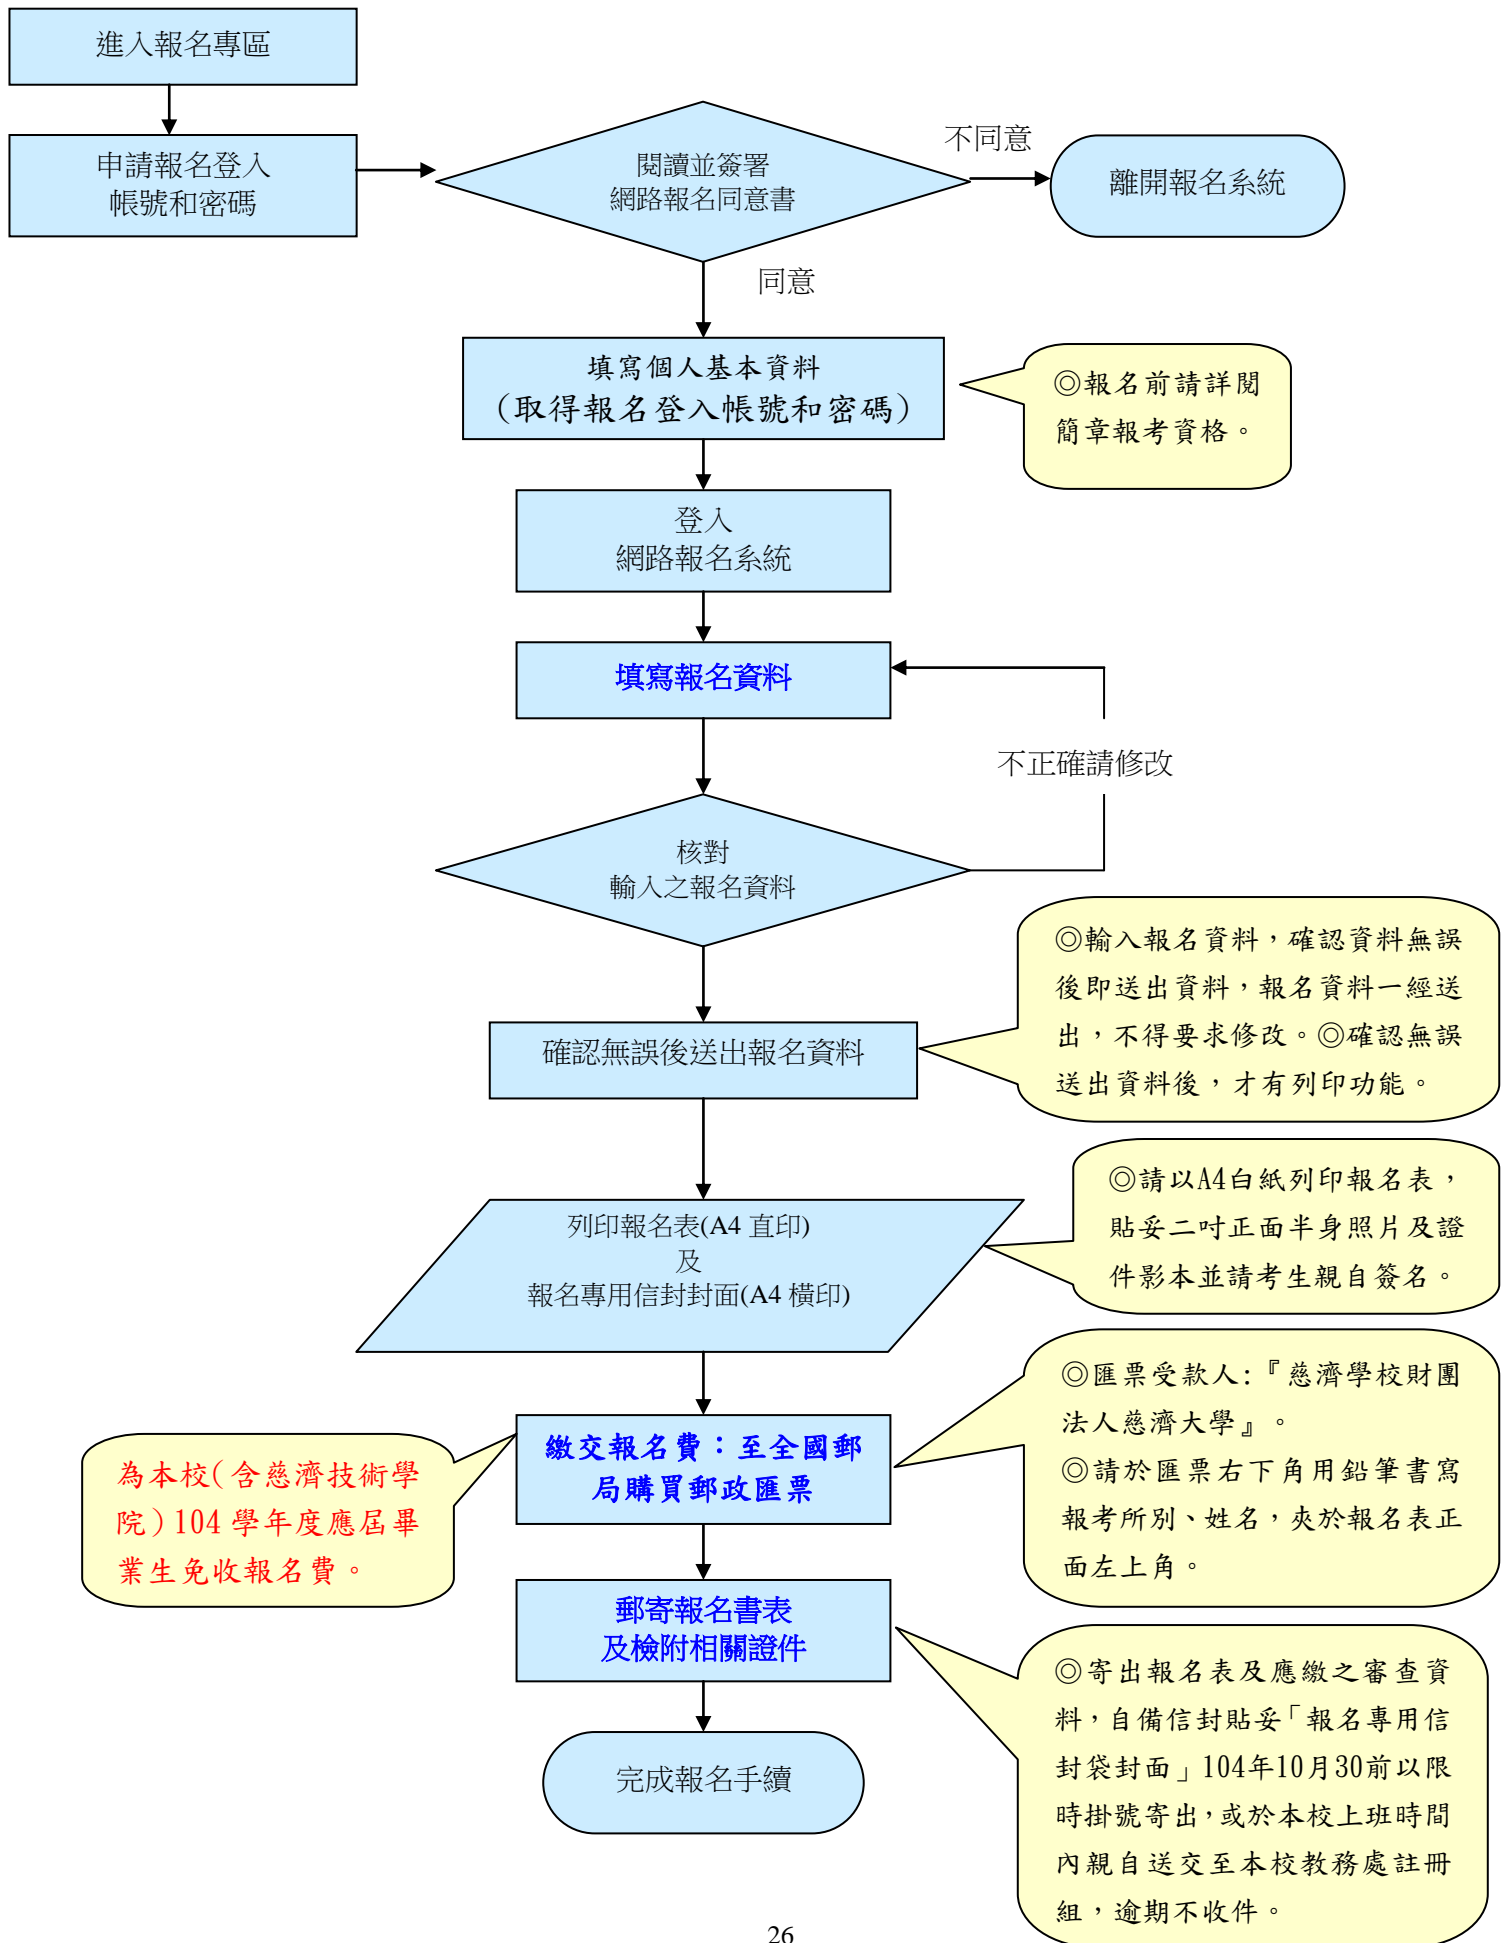 進入報名專區
申請報名登入
帳號和密碼
閱讀並簽署
網路報名同意書
不同意
離開報名系統
同意
填寫個人基本資料
（取得報名登入帳號和密碼）
◎報名前請詳閱
簡章報考資格。
登入
網路報名系統
填寫報名資料
不正確請修改
核對
輸入之報名資料
◎輸入報名資料，確認資料無誤
後即送出資料，報名資料一經送
出，不得要求修改。◎確認無誤
送出資料後，才有列印功能。
確認無誤後送出報名資料
◎請以A4白紙列印報名表，
貼妥二吋正面半身照片及證
件影本並請考生親自簽名。
列印報名表(A4 直印)
及
報名專用信封封面(A4 橫印)
◎匯票受款人:『慈濟學校財團
法人慈濟大學』。
◎請於匯票右下角用鉛筆書寫
報考所別、姓名，夾於報名表正
面左上角。
繳交報名費：至全國郵
局購買郵政匯票
為本校(含慈濟技術學
院)104 學年度應屆畢
業生免收報名費。
郵寄報名書表
及檢附相關證件
◎寄出報名表及應繳之審查資
料，自備信封貼妥「報名專用信
封袋封面」104年10月30前以限
時掛號寄出，或於本校上班時間
內親自送交至本校教務處註冊
組，逾期不收件。
完成報名手續
26